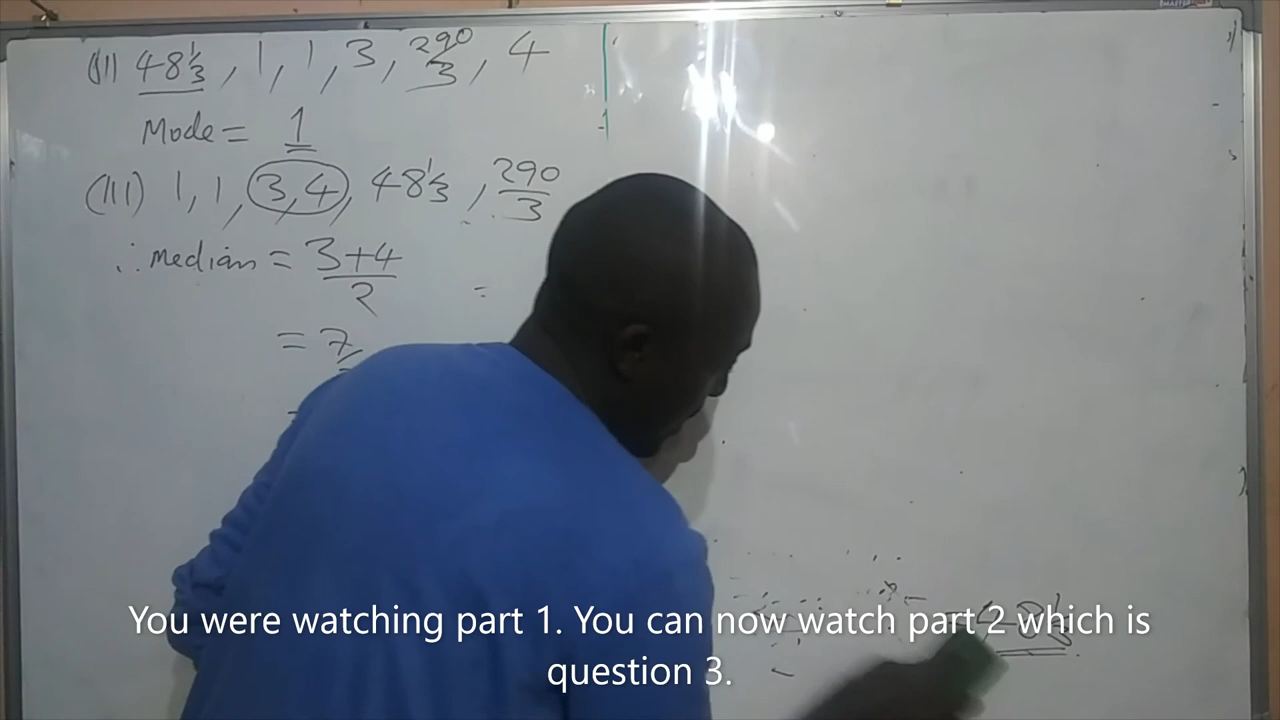 (II) 48⅓, 1, 1, 3, 290/3, 4
Mode = 1
(III) 1, 1, 3, 4, 48⅓, 290/3
∴ median = 3+4
2
= 7
You were watching part 1. You can now watch part 2 which is
question 3.